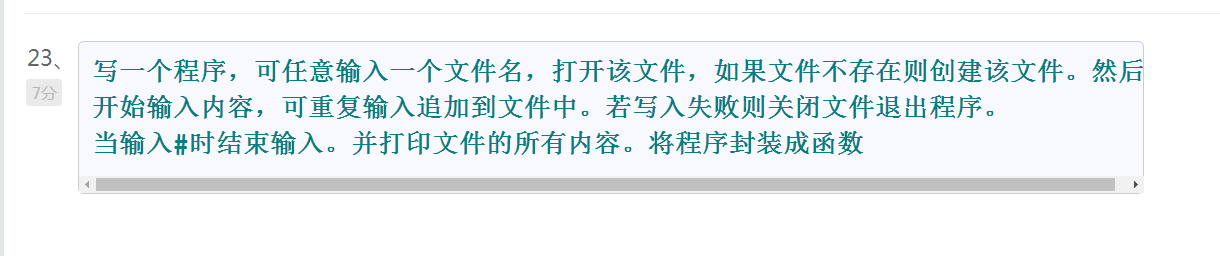 23、
7分
写一个程序，可任意输入一个文件名，打开该文件，如果文件不存在则创建该文件。然后
开始输入内容，可重复输入追加到文件中。若写入失败则关闭文件退出程序。
当输入#时结束输入。并打印文件的所有内容。将程序封装成函数